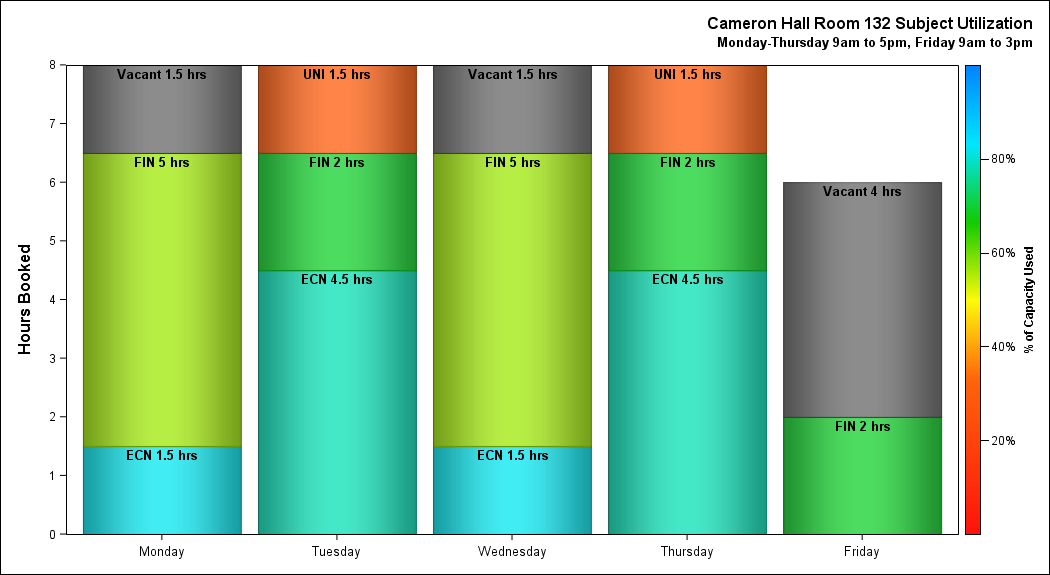 Cameron Hall Room 132 Subject Utilization
Monday-Thursday 9am to 5pm, Friday 9am to 3pm
Hours Booked
8
7
6
5
4
3
2
1
0
Vacant 1.5 hrs
FIN 5 hrs
ECN 1.5 hrs
UNI 1.5 hrs
FIN 2 hrs
ECN 4.5 hrs
Vacant 1.5 hrs
FIN 5 hrs
ECN 1.5 hrs
UNI 1.5 hrs
FIN 2 hrs
ECN 4.5 hrs
Vacant 4 hrs
FIN 2 hrs
Monday
Tuesday
Wednesday
Thursday
Friday
80%
60%
40%
20%
% of Capacity Used